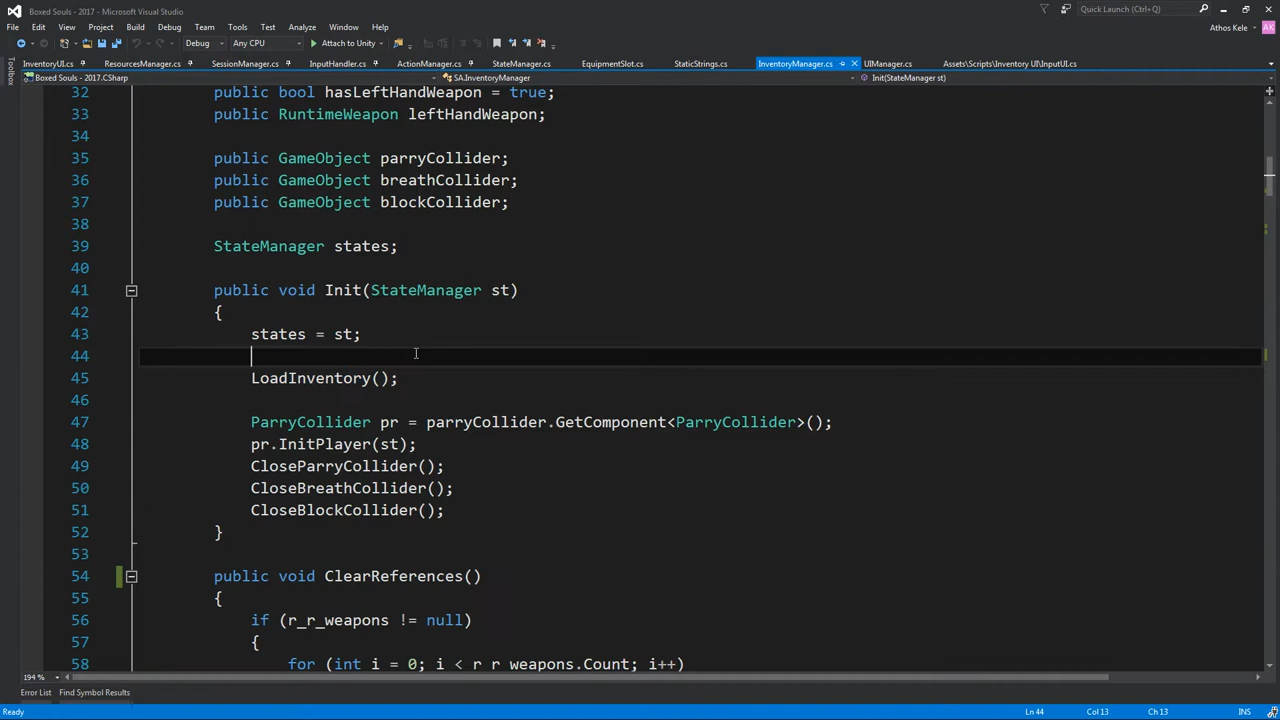 Boxed Souls - 2017 - Microsoft Visual Studio
Quick Launch (Ctrl+Q)
File Edit View Project Build Debug Team Tools Test Analyze Window Help
Athos Kele
AK
Debug Any CPU Attach to Unity
Toolbox
InventoryUI.cs ResourcesManager.cs SessionManager.cs InputHandler.cs ActionManager.cs StateManager.cs EquipmentSlot.cs StaticStrings.cs InventoryManager.cs UIManager.cs Assets\Scripts\Inventory UI\InputUI.cs
Boxed Souls - 2017.CSharp SA.InventoryManager Init(StateManager st)
32 public bool hasLeftHandWeapon = true;
33 public RuntimeWeapon leftHandWeapon;
34
35 public GameObject parryCollider;
36 public GameObject breathCollider;
37 public GameObject blockCollider;
38
39 StateManager states;
40
41 public void Init(StateManager st)
42 {
43 states = st;
44
45 LoadInventory();
46
47 ParryCollider pr = parryCollider.GetComponent<ParryCollider>();
48 pr.InitPlayer(st);
49 CloseParryCollider();
50 CloseBreathCollider();
51 CloseBlockCollider();
52 }
53
54 public void ClearReferences()
55 {
56 if (r_r_weapons != null)
57 {
58 for (int i = 0; i < r_r_weapons.Count; i++)
194 %
Error List Find Symbol Results
Ready Ln 44 Col 13 Ch 13 INS